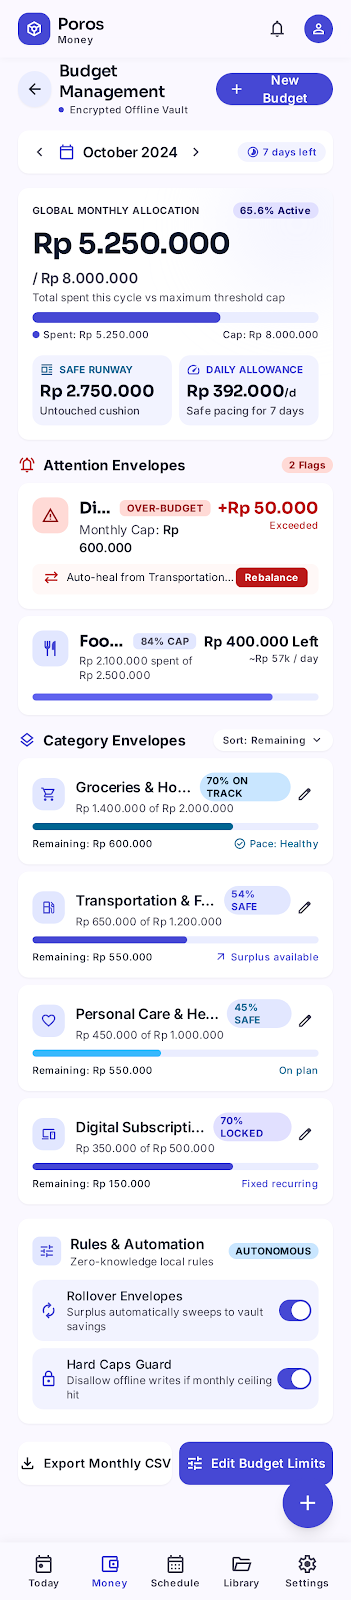 Poros
Money
Budget
Management
Encrypted Offline Vault
New
Budget
October 2024
7 days left
GLOBAL MONTHLY ALLOCATION
65.6% Active
Rp 5.250.000
/ Rp 8.000.000
Total spent this cycle vs maximum threshold cap
Spent: Rp 5.250.000
Cap: Rp 8.000.000
SAFE RUNWAY
Rp 2.750.000
Untouched cushion
DAILY ALLOWANCE
Rp 392.000/d
Safe pacing for 7 days
Attention Envelopes
2 Flags
Di...
OVER-BUDGET
+Rp 50.000
Exceeded
Monthly Cap: Rp
600.000
Auto-heal from Transportation...
Rebalance
Foo...
84% CAP
Rp 400.000 Left
~Rp 57k / day
Rp 2.100.000 spent of
Rp 2.500.000
Category Envelopes
Sort: Remaining
Groceries & Ho...
70% ON
TRACK
Rp 1.400.000 of Rp 2.000.000
Remaining: Rp 600.000
Pace: Healthy
Transportation & F...
54%
SAFE
Rp 650.000 of Rp 1.200.000
Remaining: Rp 550.000
Surplus available
Personal Care & He...
45%
SAFE
Rp 450.000 of Rp 1.000.000
Remaining: Rp 550.000
On plan
Digital Subscripti...
70%
LOCKED
Rp 350.000 of Rp 500.000
Remaining: Rp 150.000
Fixed recurring
Rules & Automation
Zero-knowledge local rules
AUTONOMOUS
Rollover Envelopes
Surplus automatically sweeps to vault
savings
Hard Caps Guard
Disallow offline writes if monthly ceiling
hit
Export Monthly CSV
Edit Budget Limits
Today
Money
Schedule
Library
Settings